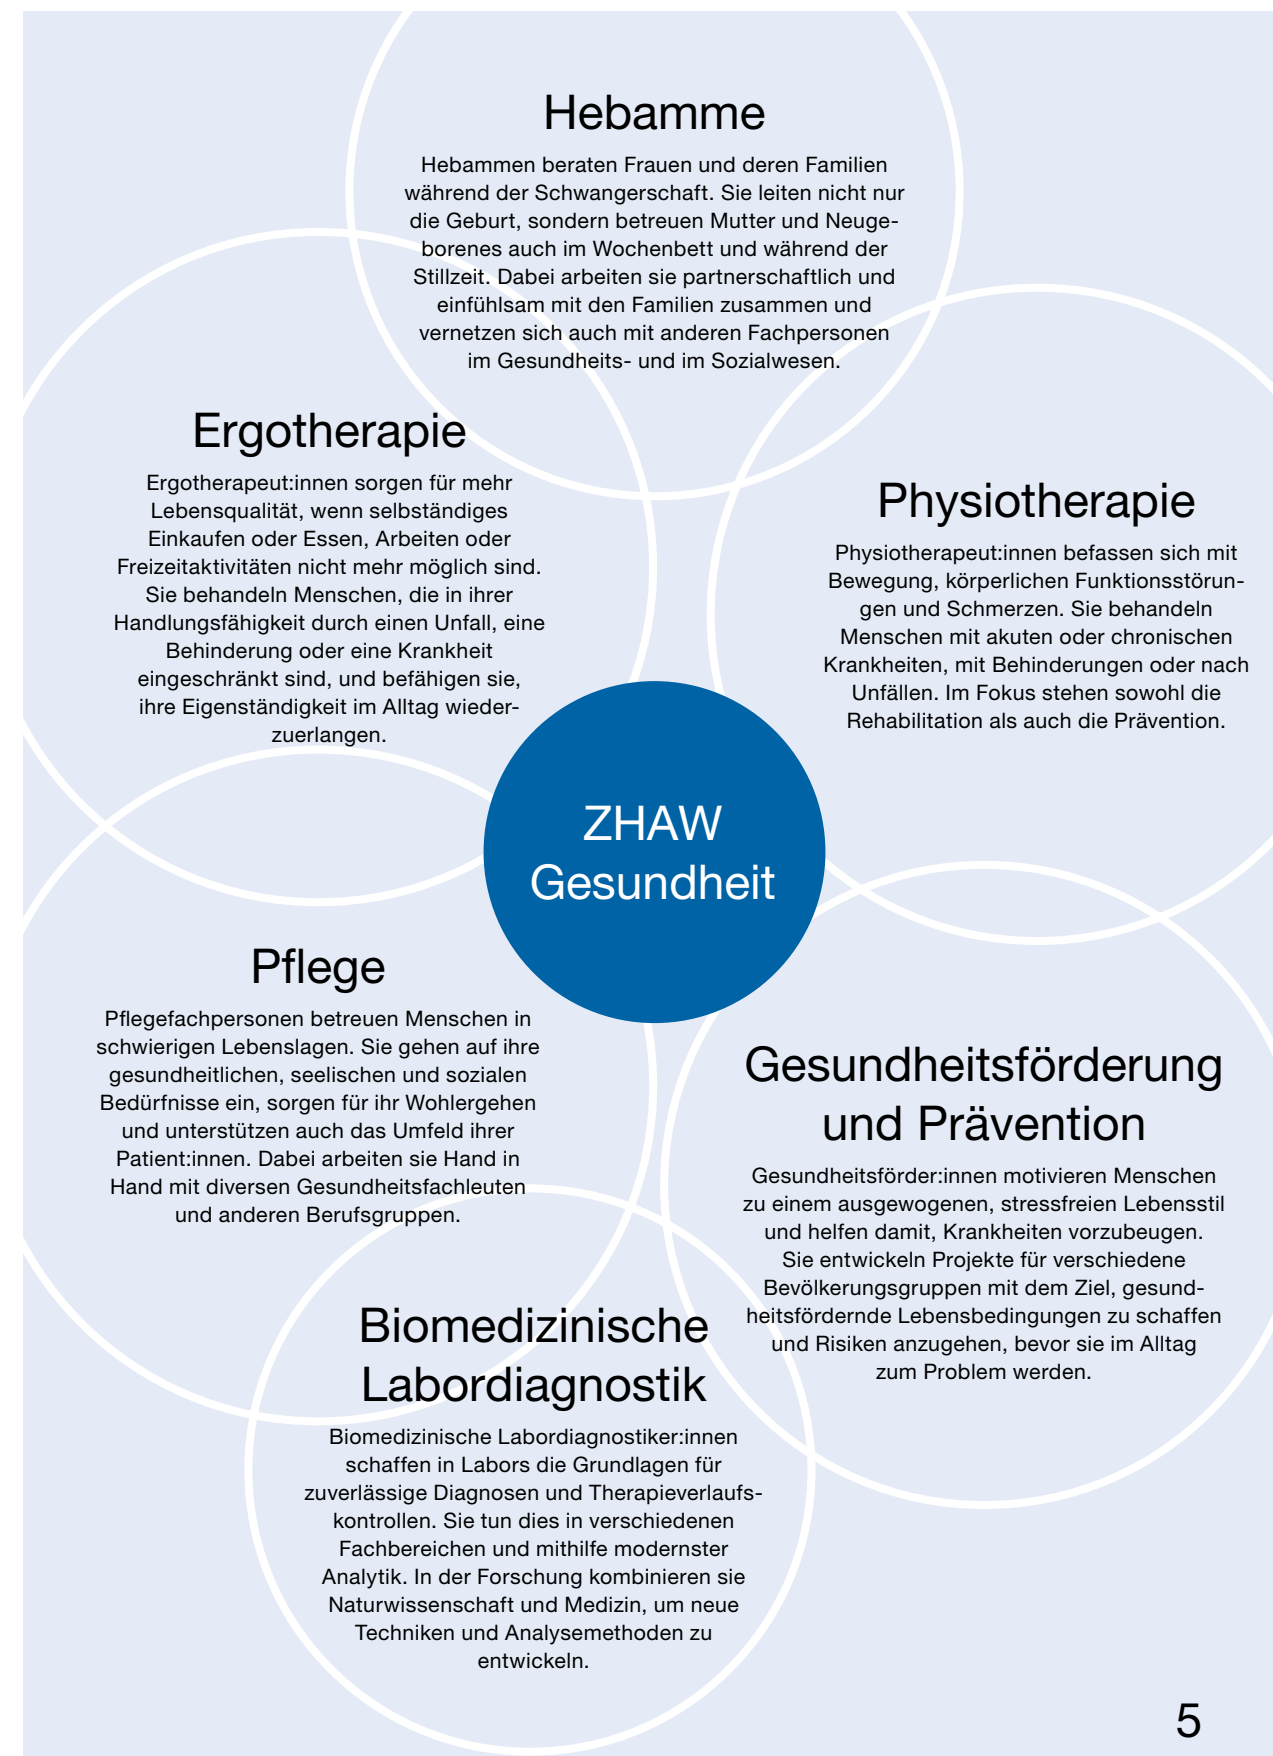 Hebamme
Hebammen beraten Frauen und deren Familien
während der Schwangerschaft. Sie leiten nicht nur
die Geburt, sondern betreuen Mutter und Neuge-
borenes auch im Wochenbett und während der
Stillzeit. Dabei arbeiten sie partnerschaftlich und
einfühlsam mit den Familien zusammen und
vernetzen sich auch mit anderen Fachpersonen
im Gesundheits- und im Sozialwesen.
Ergotherapie
Ergotherapeut:innen sorgen für mehr
Lebensqualität, wenn selbständiges
Einkaufen oder Essen, Arbeiten oder
Freizeitaktivitäten nicht mehr möglich sind.
Sie behandeln Menschen, die in ihrer
Handlungsfähigkeit durch einen Unfall, eine
Behinderung oder eine Krankheit
eingeschränkt sind, und befähigen sie,
ihre Eigenständigkeit im Alltag wieder-
zuerlangen.
Physiotherapie
Physiotherapeut:innen befassen sich mit
Bewegung, körperlichen Funktionsstörun-
gen und Schmerzen. Sie behandeln
Menschen mit akuten oder chronischen
Krankheiten, mit Behinderungen oder nach
Unfällen. Im Fokus stehen sowohl die
Rehabilitation als auch die Prävention.
ZHAW
Gesundheit
Pflege
Pflegefachpersonen betreuen Menschen in
schwierigen Lebenslagen. Sie gehen auf ihre
gesundheitlichen, seelischen und sozialen
Bedürfnisse ein, sorgen für ihr Wohlergehen
und unterstützen auch das Umfeld ihrer
Patient:innen. Dabei arbeiten sie Hand in
Hand mit diversen Gesundheitsfachleuten
und anderen Berufsgruppen.
Gesundheitsförderung
und Prävention
Gesundheitsförder:innen motivieren Menschen
zu einem ausgewogenen, stressfreien Lebensstil
und helfen damit, Krankheiten vorzubeugen.
Sie entwickeln Projekte für verschiedene
Bevölkerungsgruppen mit dem Ziel, gesund-
heitsfördernde Lebensbedingungen zu schaffen
und Risiken anzugehen, bevor sie im Alltag
zum Problem werden.
Biomedizinische
Labordiagnostik
Biomedizinische Labordiagnostiker:innen
schaffen in Labors die Grundlagen für
zuverlässige Diagnosen und Therapieverlaufs-
kontrollen. Sie tun dies in verschiedenen
Fachbereichen und mithilfe modernster
Analytik. In der Forschung kombinieren sie
Naturwissenschaft und Medizin, um neue
Techniken und Analysemethoden zu
entwickeln.
5